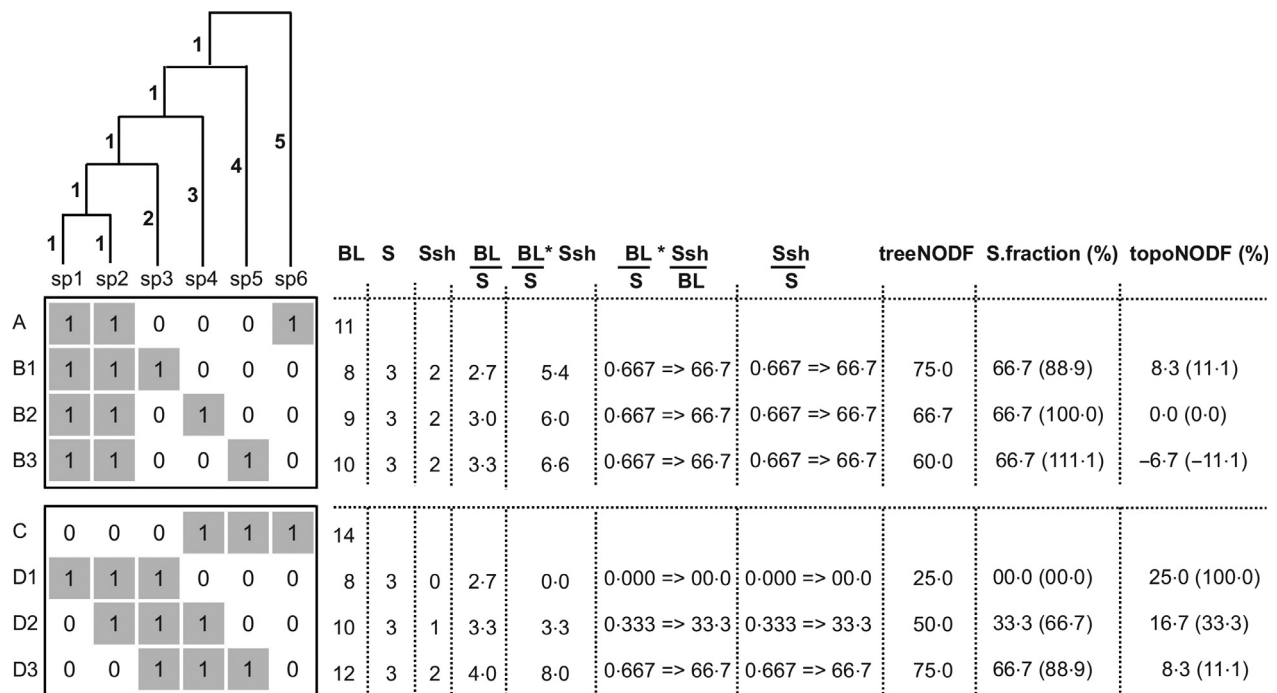 1
1
1
5
1
4
3
1
2
1
1
sp1 sp2 sp3 sp4 sp5 sp6
BL S Ssh BL/S BL/S * Ssh BL/S * Ssh/BL Ssh/S treeNODF S.fraction (%) topoNODF (%)
A 1 1 0 0 0 1 11
B1 1 1 1 0 0 0 8 3 2 2·7 5·4 0·667 => 66·7 0·667 => 66·7 75·0 66·7 (88·9) 8·3 (11·1)
B2 1 1 0 1 0 0 9 3 2 3·0 6·0 0·667 => 66·7 0·667 => 66·7 66·7 66·7 (100·0) 0·0 (0·0)
B3 1 1 0 0 1 0 10 3 2 3·3 6·6 0·667 => 66·7 0·667 => 66·7 60·0 66·7 (111·1) –6·7 (–11·1)
C 0 0 0 1 1 1 14
D1 1 1 1 0 0 0 8 3 0 2·7 0·0 0·000 => 00·0 0·000 => 00·0 25·0 00·0 (00·0) 25·0 (100·0)
D2 0 1 1 1 0 0 10 3 1 3·3 3·3 0·333 => 33·3 0·333 => 33·3 50·0 33·3 (66·7) 16·7 (33·3)
D3 0 0 1 1 1 0 12 3 2 4·0 8·0 0·667 => 66·7 0·667 => 66·7 75·0 66·7 (88·9) 8·3 (11·1)